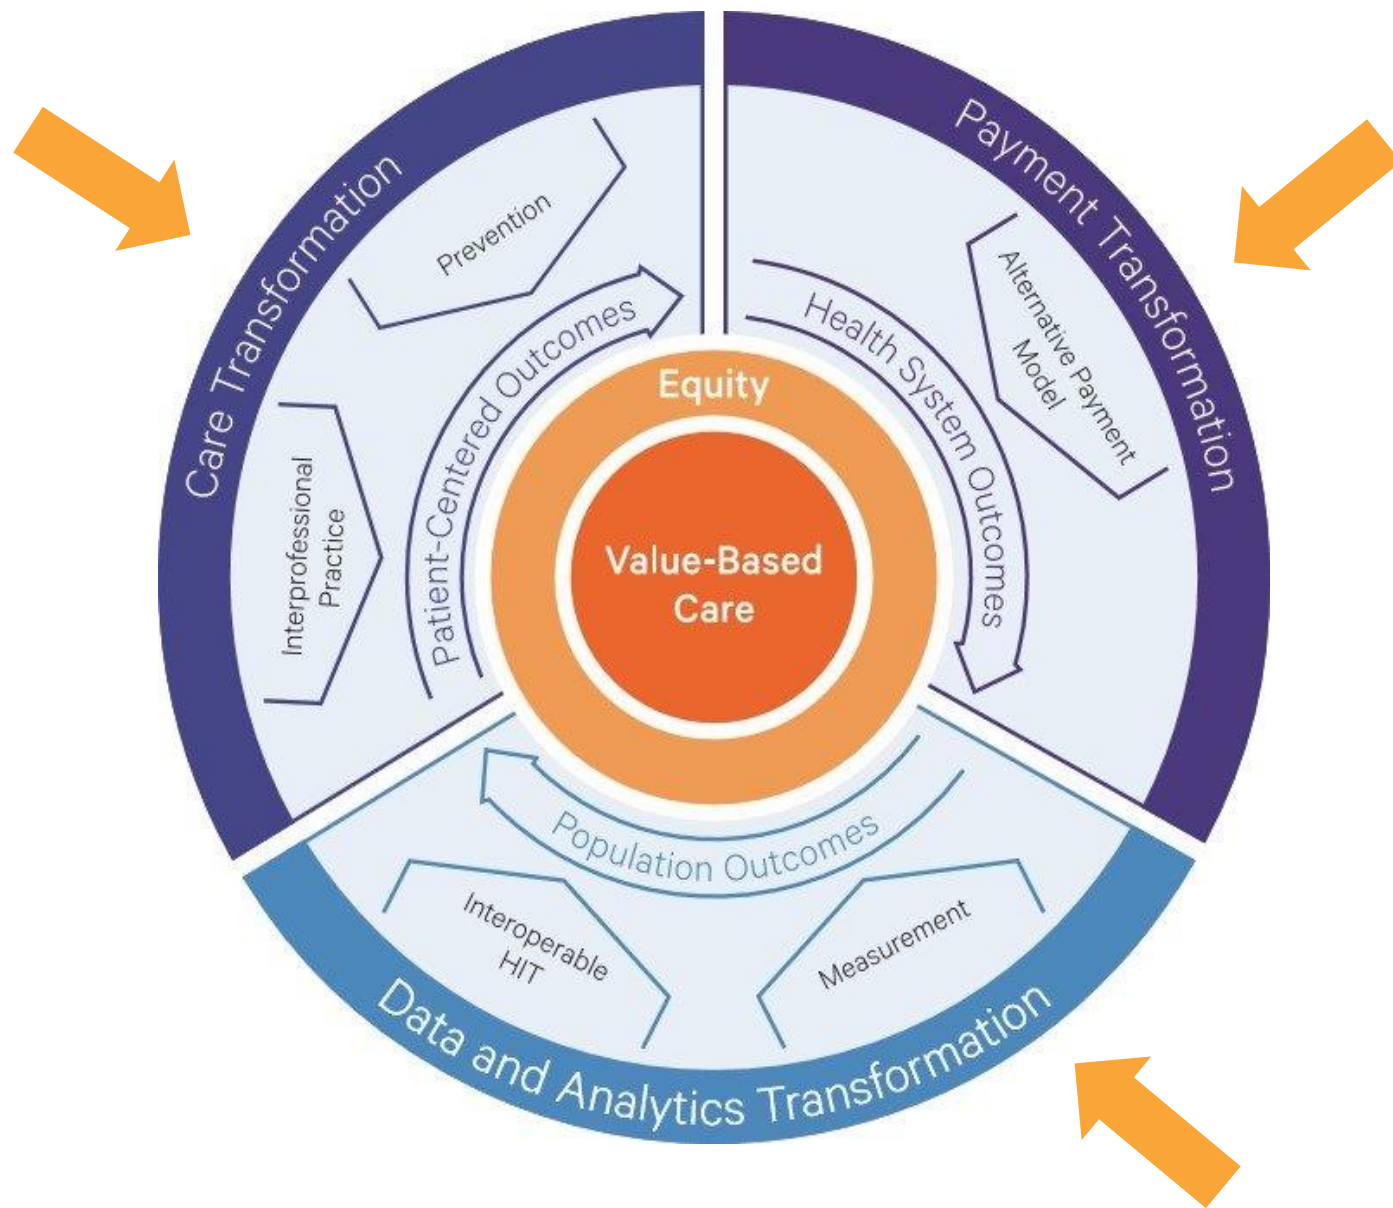 Care Transformation
Prevention
Interprofessional
Practice
Patient-Centered Outcomes
Payment Transformation
Alternative Payment
Model
Health System Outcomes
Equity
Value-Based
Care
Population Outcomes
Interoperable
HIT
Measurement
Data and Analytics Transformation